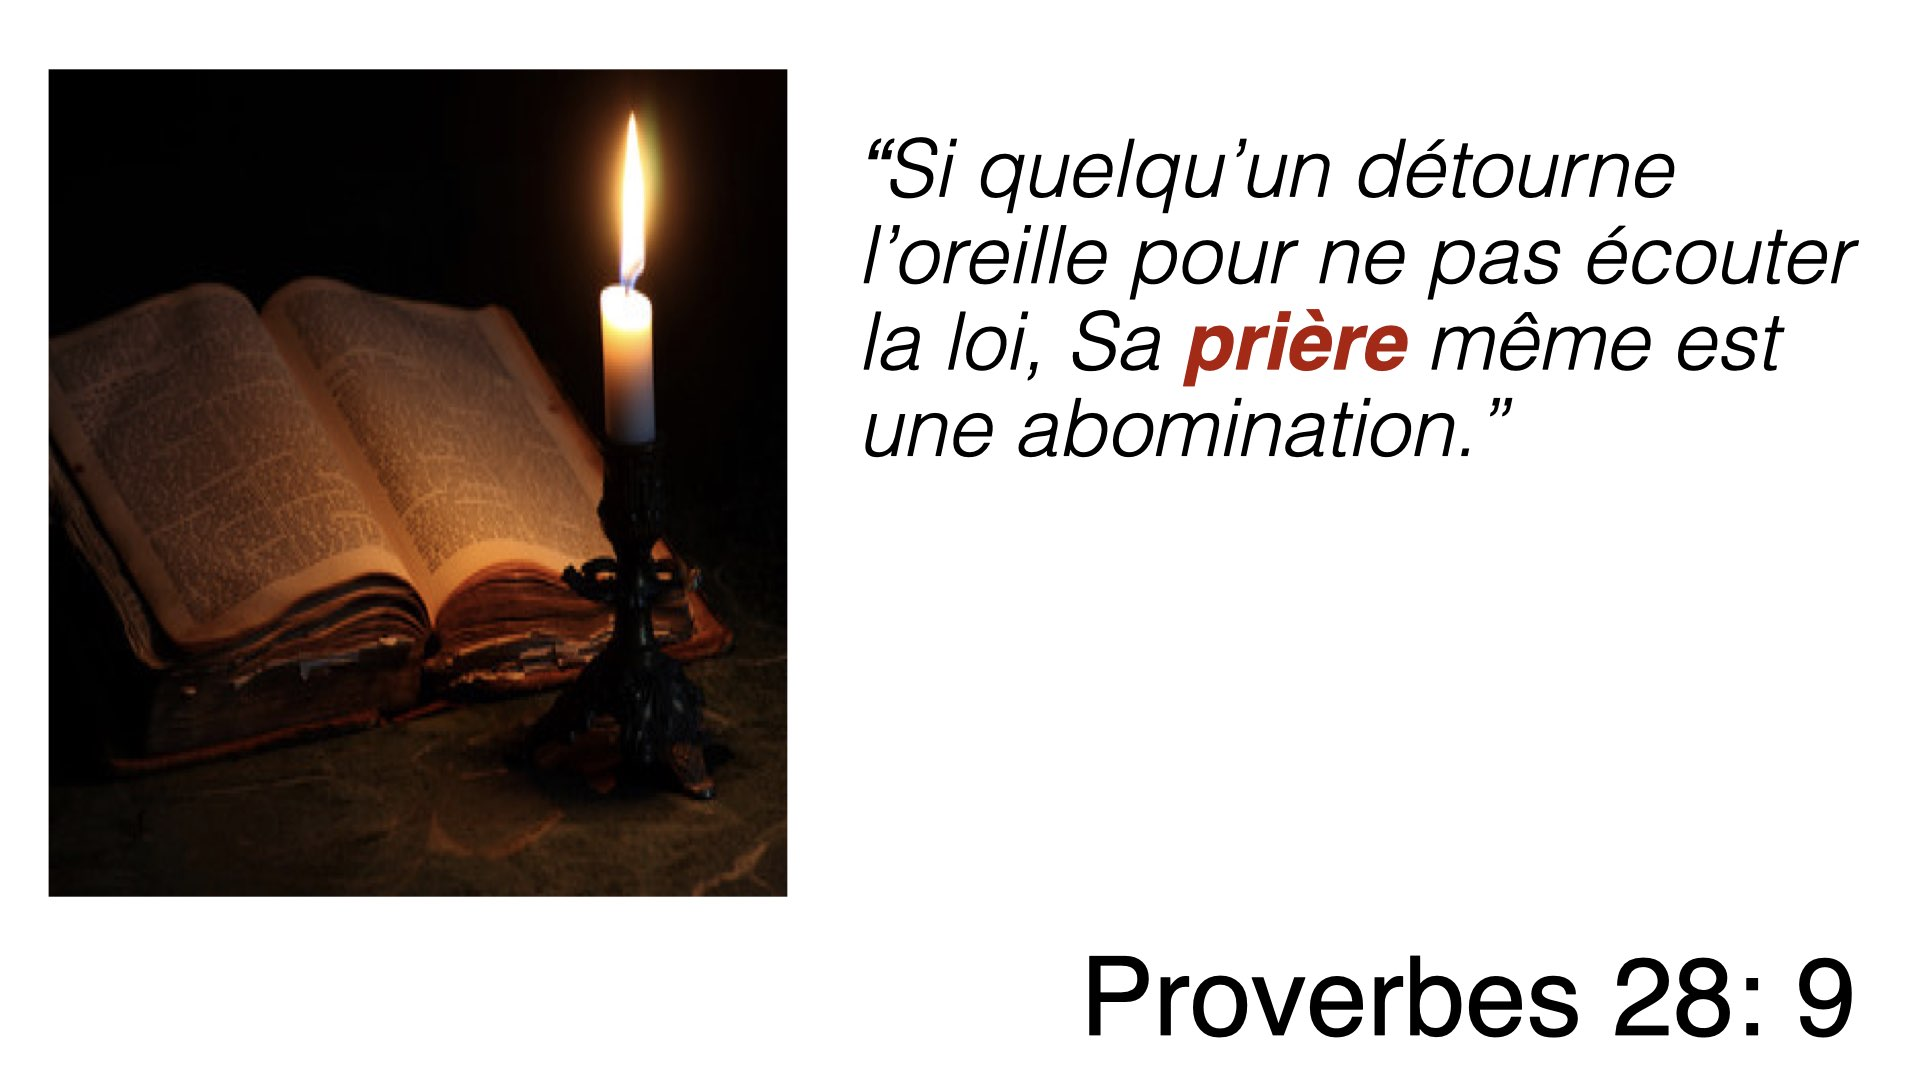 “Si quelqu’un détourne
l’oreille pour ne pas écouter
la loi, Sa prière même est
une abomination.”
Proverbes 28: 9